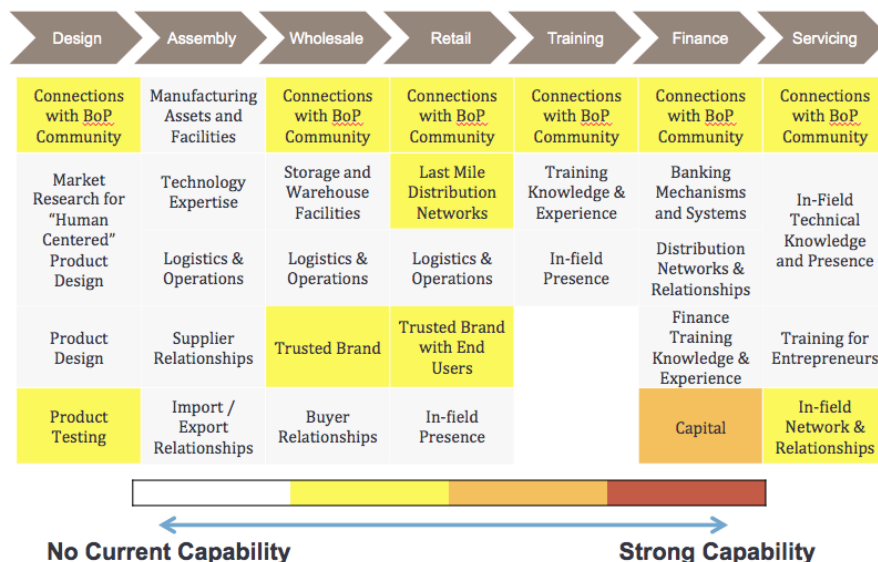 Design
Assembly
Wholesale
Retail
Training
Finance
Servicing
Connections
with BoP
Community
Manufacturing
Assets and
Facilities
Connections
with BoP
Community
Connections
with BoP
Community
Connections
with BoP
Community
Connections
with BoP
Community
Connections
with BoP
Community
Market
Research for
"Human
Centered"
Product
Design
Technology
Expertise
Storage and
Warehouse
Facilities
Last Mile
Distribution
Networks
Training
Knowledge &
Experience
Banking
Mechanisms
and Systems
In-Field
Technical
Knowledge
and Presence
Logistics &
Operations
Logistics &
Operations
Logistics &
Operations
In-field
Presence
Distribution
Networks &
Relationships
Product
Design
Supplier
Relationships
Trusted Brand
Trusted Brand
with End
Users
Finance
Training
Knowledge &
Experience
Training for
Entrepreneurs
Product
Testing
Import /
Export
Relationships
Buyer
Relationships
In-field
Presence
Capital
In-field
Network &
Relationships
No Current Capability
Strong Capability